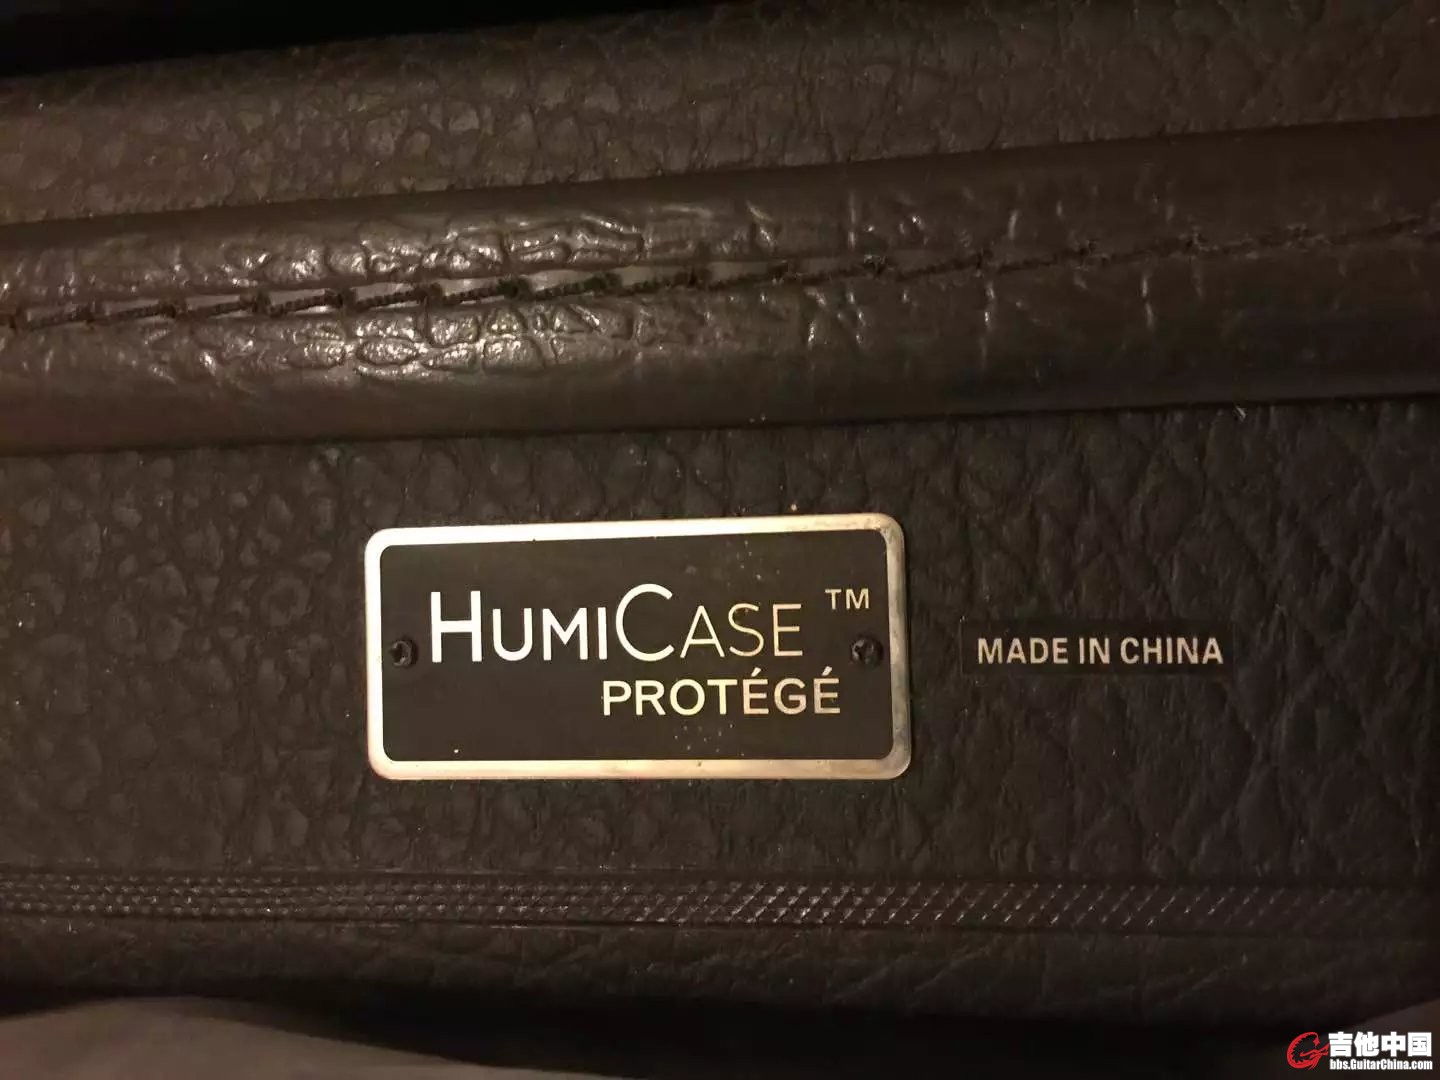 HUMICASE ™
PROTÉGÉ
MADE IN CHINA
吉他中国
bbs.GuitarChina.com